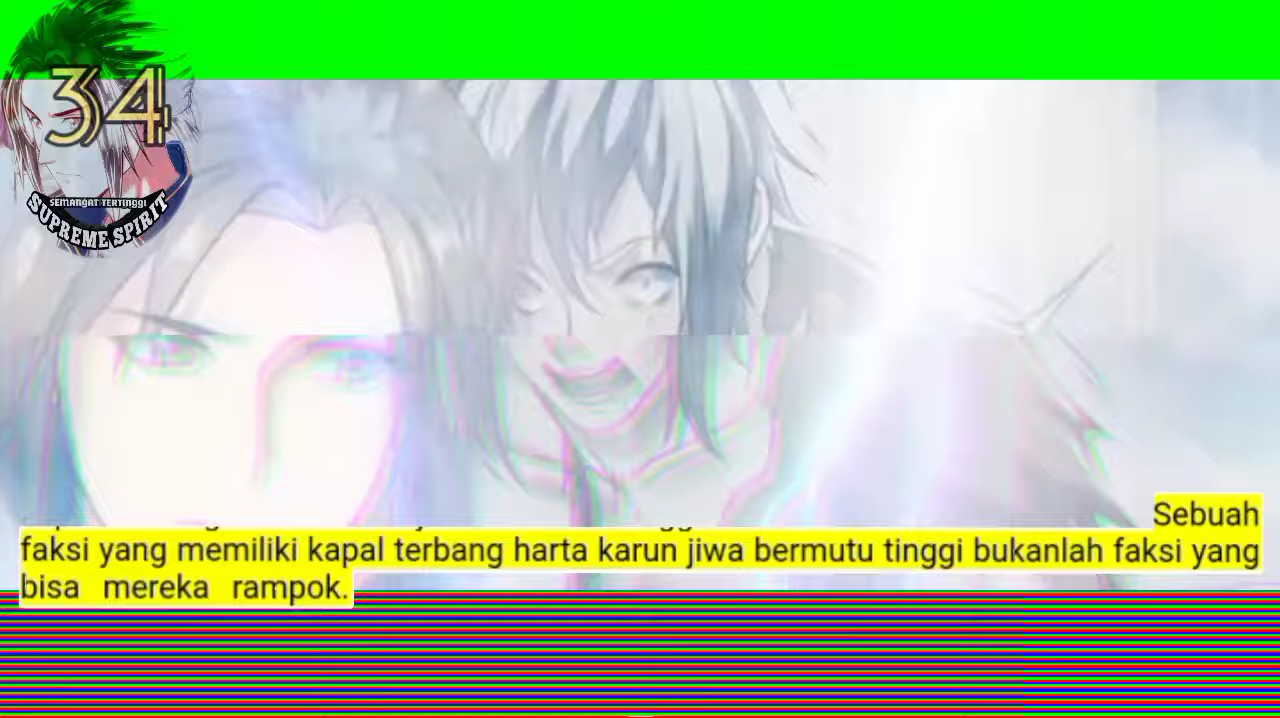 34
SEMANGAT TERTINGGI
SUPREME SPIRIT
Sebuah
faksi yang memiliki kapal terbang harta karun jiwa bermutu tinggi bukanlah faksi yang
bisa mereka rampok.